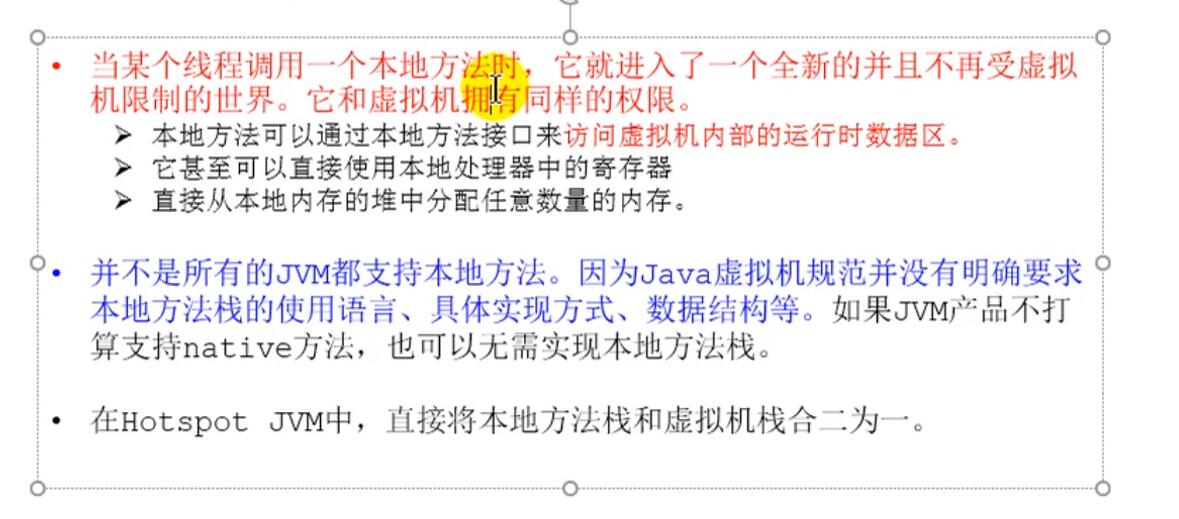 • 当某个线程调用一个本地方法时，它就进入了一个全新的并且不再受虚拟
机限制的世界。它和虚拟机拥有同样的权限。
➢ 本地方法可以通过本地方法接口来访问虚拟机内部的运行时数据区。
➢ 它甚至可以直接使用本地处理器中的寄存器
➢ 直接从本地内存的堆中分配任意数量的内存。
• 并不是所有的JVM都支持本地方法。因为Java虚拟机规范并没有明确要求
本地方法栈的使用语言、具体实现方式、数据结构等。如果JVM产品不打
算支持native方法，也可以无需实现本地方法栈。
• 在Hotspot JVM中，直接将本地方法栈和虚拟机栈合二为一。